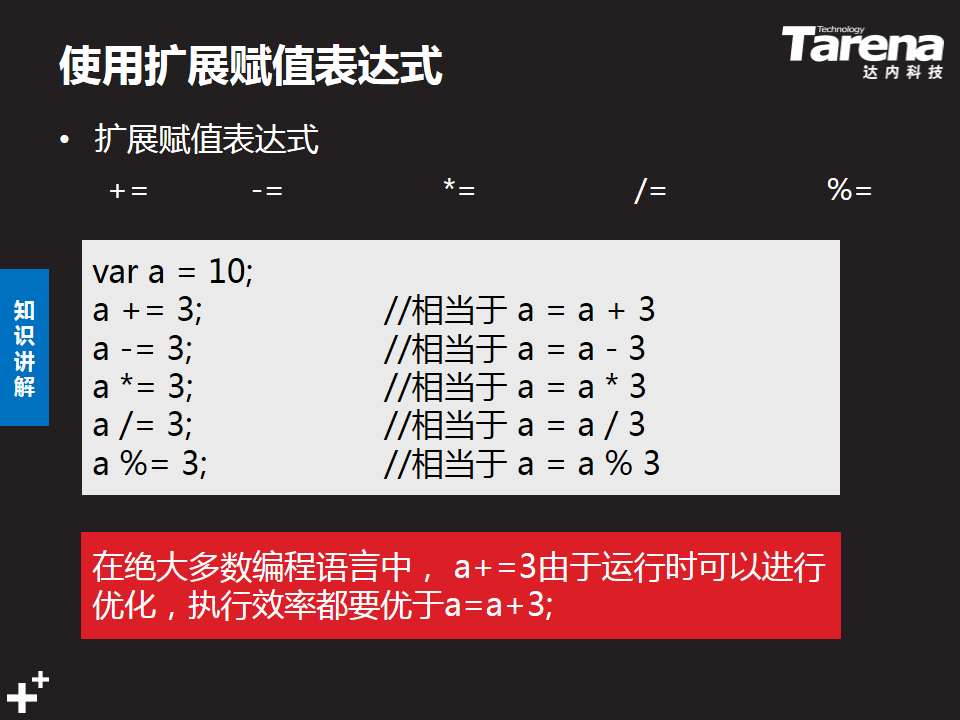 使用扩展赋值表达式
Technology
Tarena
达内科技
• 扩展赋值表达式
+= -= *= /= %=
var a = 10;
a += 3; //相当于 a = a + 3
a -= 3; //相当于 a = a - 3
a *= 3; //相当于 a = a * 3
a /= 3; //相当于 a = a / 3
a %= 3; //相当于 a = a % 3
知识讲解
在绝大多数编程语言中， a+=3由于运行时可以进行
优化，执行效率都要优于a=a+3;